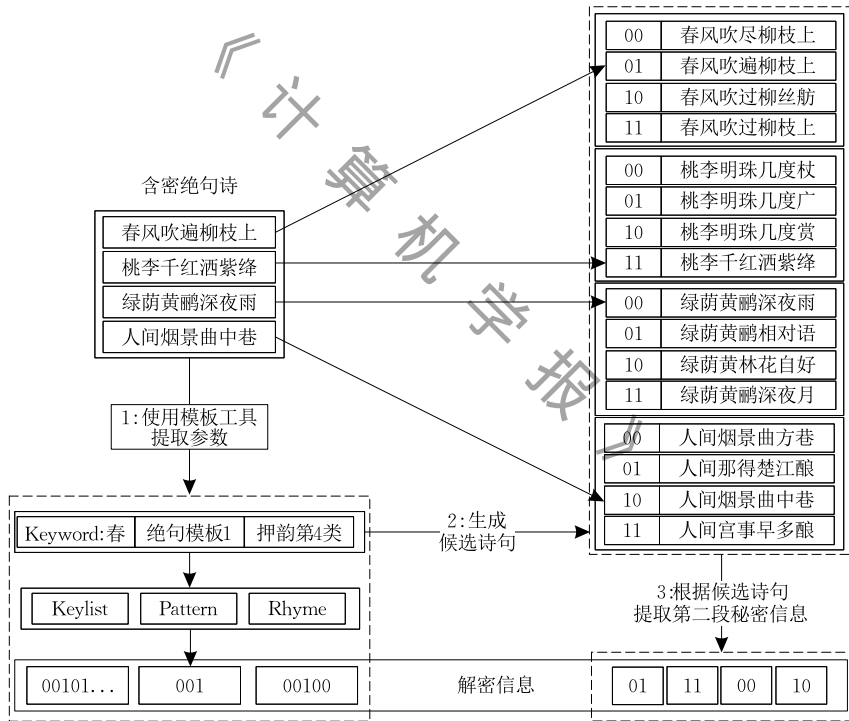 《计算机学报》
含密绝句诗
春风吹遍柳枝上
桃李千红洒紫绛
绿荫黄鹂深夜雨
人间烟景曲中巷
1:使用模板工具
提取参数
Keyword:春 绝句模板1 押韵第4类
Keylist Pattern Rhyme
00101... 001 00100
2:生成
候选诗句
00 春风吹尽柳枝上
01 春风吹遍柳枝上
10 春风吹过柳丝舫
11 春风吹过柳枝上
00 桃李明珠几度杖
01 桃李明珠几度广
10 桃李明珠几度赏
11 桃李千红洒紫绛
00 绿荫黄鹂深夜雨
01 绿荫黄鹂相对语
10 绿荫黄林花自好
11 绿荫黄鹂深夜月
00 人间烟景曲方巷
01 人间那得楚江酿
10 人间烟景曲中巷
11 人间宫事早多酿
3:根据候选诗句
提取第二段秘密信息
解密信息
01 11 00 10